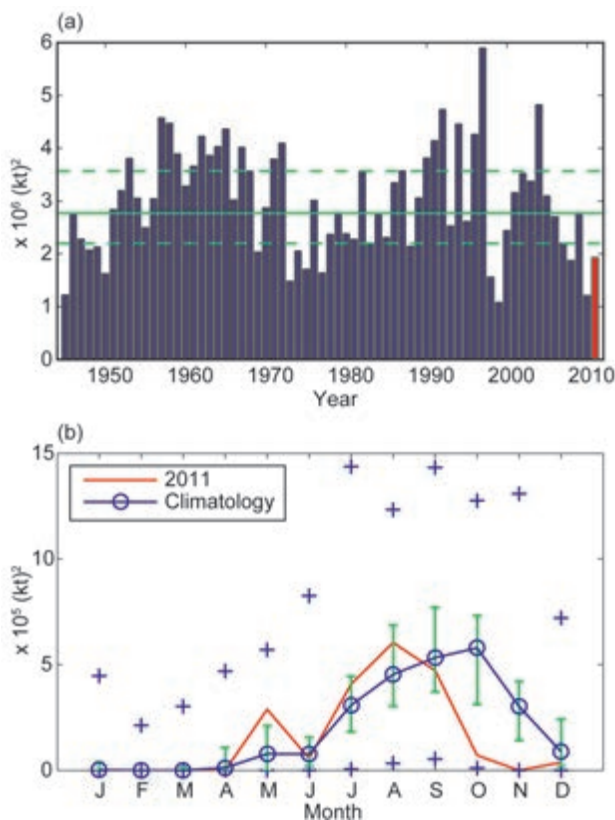 (a)
6
5
4
3
2
1
0
x 10⁶ (kt)²
1950 1960 1970 1980 1990 2000 2010
Year
(b)
15
10
5
0
x 10⁵ (kt)²
2011
Climatology
J F M A M J J A S O N D
Month